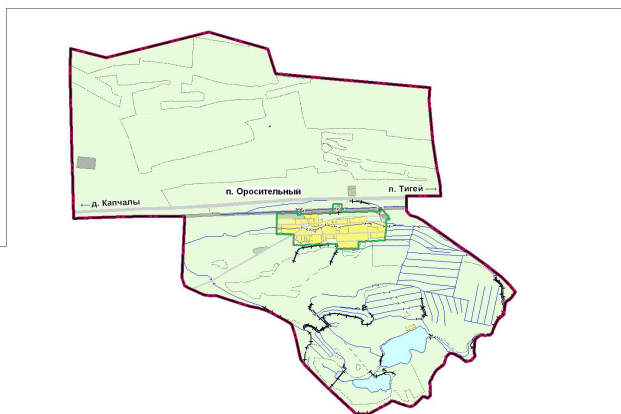 п. Оросительный
п. Тигей →
← д. Капчалы